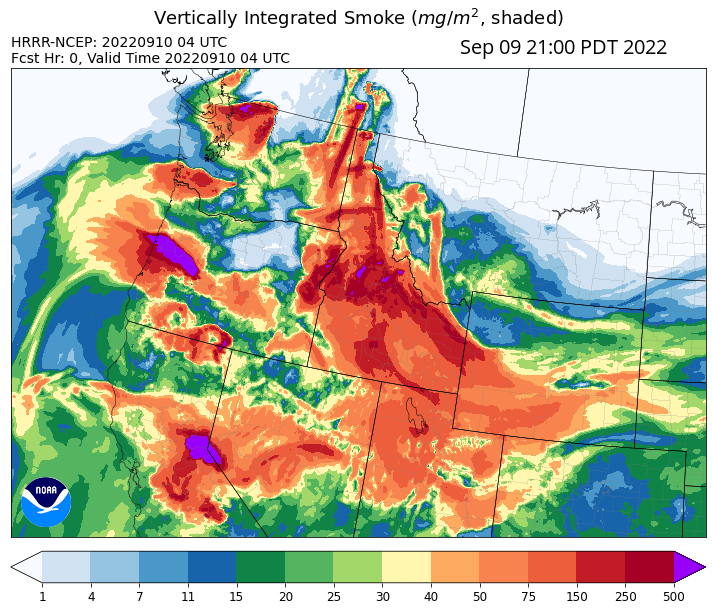 Vertically Integrated Smoke (mg/m², shaded)
HRRR-NCEP: 20220910 04 UTC
Sep 09 21:00 PDT 2022
Fcst Hr: 0, Valid Time 20220910 04 UTC
NOAA
1 4 7 11 15 20 25 30 40 50 75 150 250 500